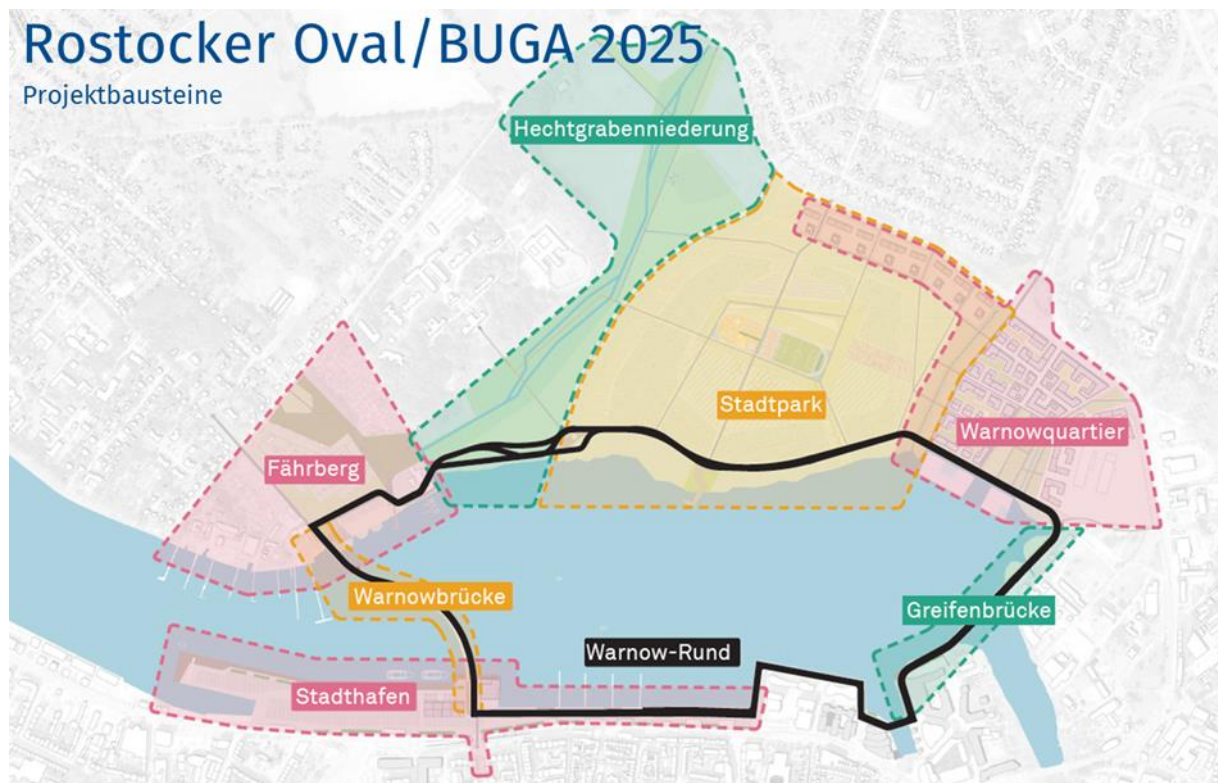 Rostocker Oval/BUGA 2025
Projektbausteine
Hechtgrabenniederung
Stadtpark
Warnowquartier
Fährberg
Warnowbrücke
Greifenbrücke
Warnow-Rund
Stadthafen